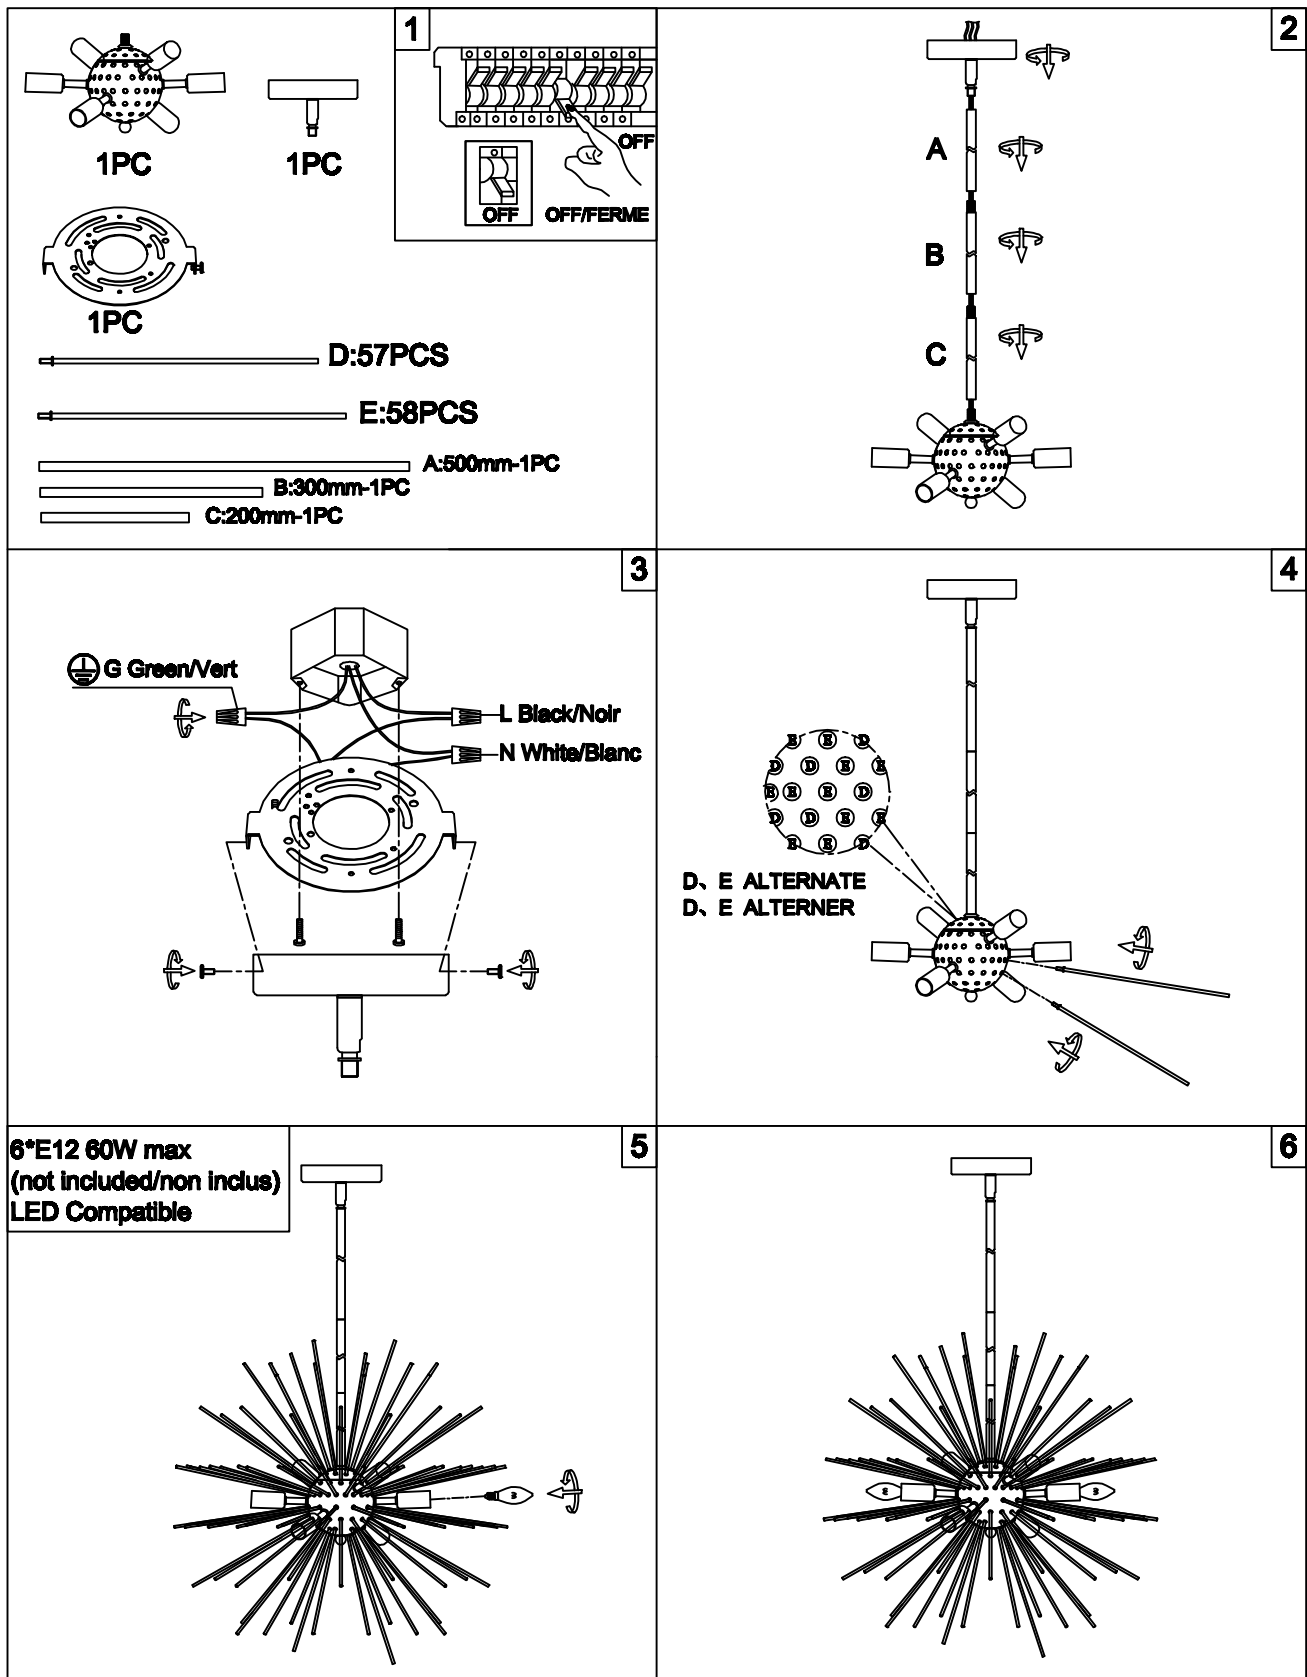 1PC
1PC
1PC
D:57PCS
E:58PCS
A:500mm-1PC
B:300mm-1PC
C:200mm-1PC
1
OFF
OFF
OFF/FERME
2
A
B
C
3
G Green/Vert
L Black/Noir
N White/Blanc
4
E E D
D D E E
E E E D
D D E E
E E D
D、E ALTERNATE
D、E ALTERNER
5
6*E12 60W max
(not included/non inclus)
LED Compatible
6